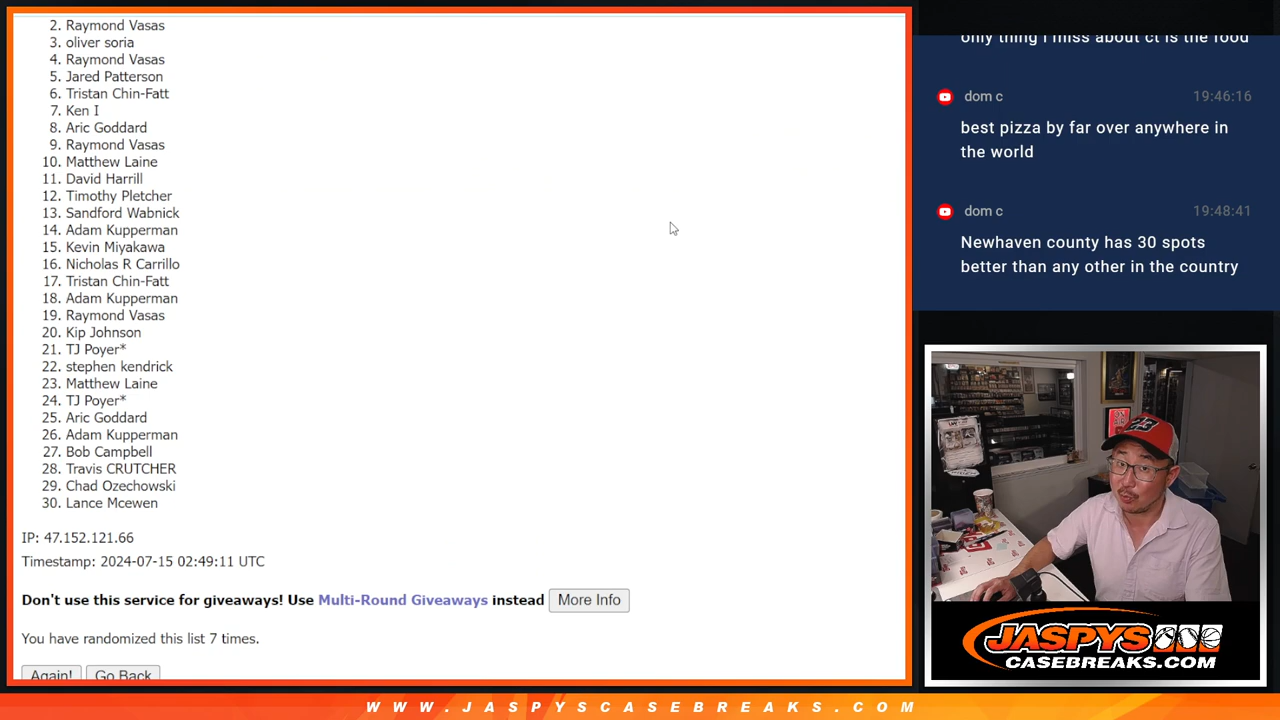 2. Raymond Vasas
3. oliver soria
4. Raymond Vasas
5. Jared Patterson
6. Tristan Chin-Fatt
7. Ken I
8. Aric Goddard
9. Raymond Vasas
10. Matthew Laine
11. David Harrill
12. Timothy Pletcher
13. Sandford Wabnick
14. Adam Kupperman
15. Kevin Miyakawa
16. Nicholas R Carrillo
17. Tristan Chin-Fatt
18. Adam Kupperman
19. Raymond Vasas
20. Kip Johnson
21. TJ Poyer*
22. stephen kendrick
23. Matthew Laine
24. TJ Poyer*
25. Aric Goddard
26. Adam Kupperman
27. Bob Campbell
28. Travis CRUTCHER
29. Chad Ozechowski
30. Lance Mcewen
IP: 47.152.121.66
Timestamp: 2024-07-15 02:49:11 UTC
Don't use this service for giveaways! Use Multi-Round Giveaways instead More Info
You have randomized this list 7 times.
Again! Go Back
only thing i miss about ct is the food
dom c 19:46:16
best pizza by far over anywhere in
the world
dom c 19:48:41
Newhaven county has 30 spots
better than any other in the country
JASPYS
CASEBREAKS.COM
WWW.JASPYSCASEBREAKS.COM